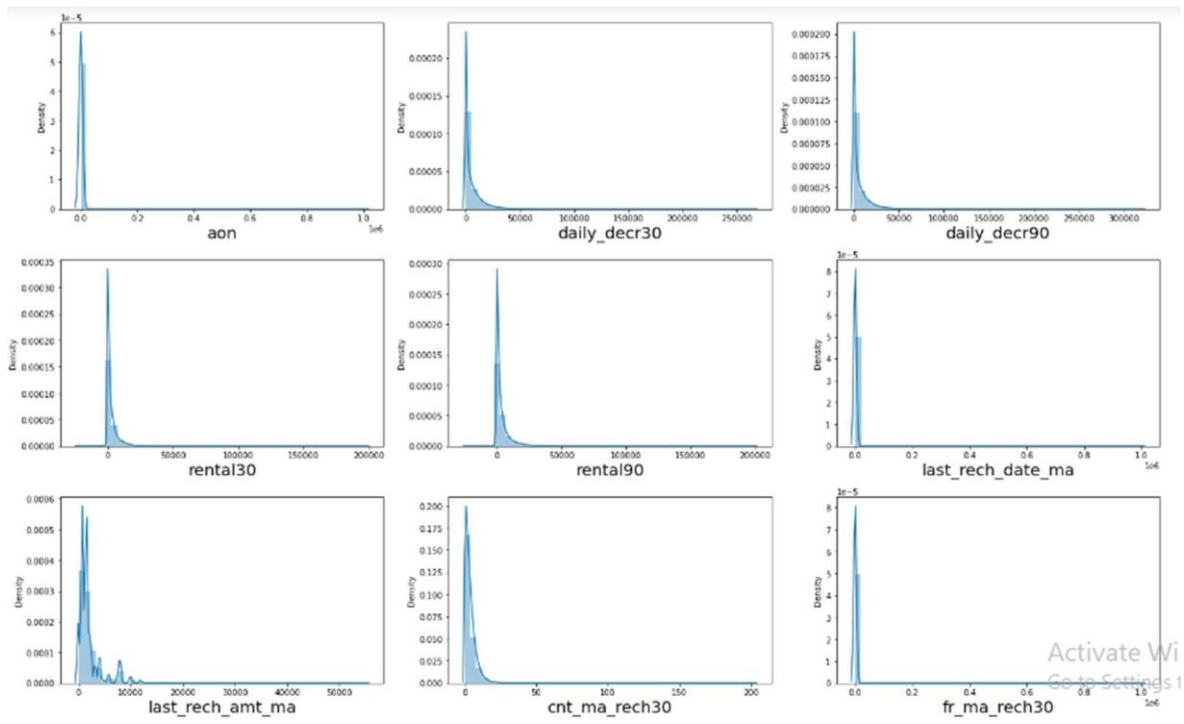 1e−5
6
5
4
3
2
1
0
Density
0.0 0.2 0.4 0.6 0.8 1.0
1e6
aon
0.00020
0.00015
0.00010
0.00005
0.00000
Density
0 50000 100000 150000 200000 250000
daily_decr30
0.000200
0.000175
0.000150
0.000125
0.000100
0.000075
0.000050
0.000025
0.000000
Density
0 50000 100000 150000 200000 250000 300000
daily_decr90
0.00035
0.00030
0.00025
0.00020
0.00015
0.00010
0.00005
0.00000
Density
0 50000 100000 150000 200000
rental30
0.00030
0.00025
0.00020
0.00015
0.00010
0.00005
0.00000
Density
0 50000 100000 150000 200000
rental90
1e−5
8
7
6
5
4
3
2
1
0
Density
0.0 0.2 0.4 0.6 0.8 1.0
1e6
last_rech_date_ma
0.0006
0.0005
0.0004
0.0003
0.0002
0.0001
0.0000
Density
0 10000 20000 30000 40000 50000
last_rech_amt_ma
0.200
0.175
0.150
0.125
0.100
0.075
0.050
0.025
0.000
Density
0 50 100 150 200
cnt_ma_rech30
1e−5
8
7
6
5
4
3
2
1
0
Density
0.0 0.2 0.4 0.6 0.8 1.0
1e6
fr_ma_rech30
Activate Wi
Go to Settings t